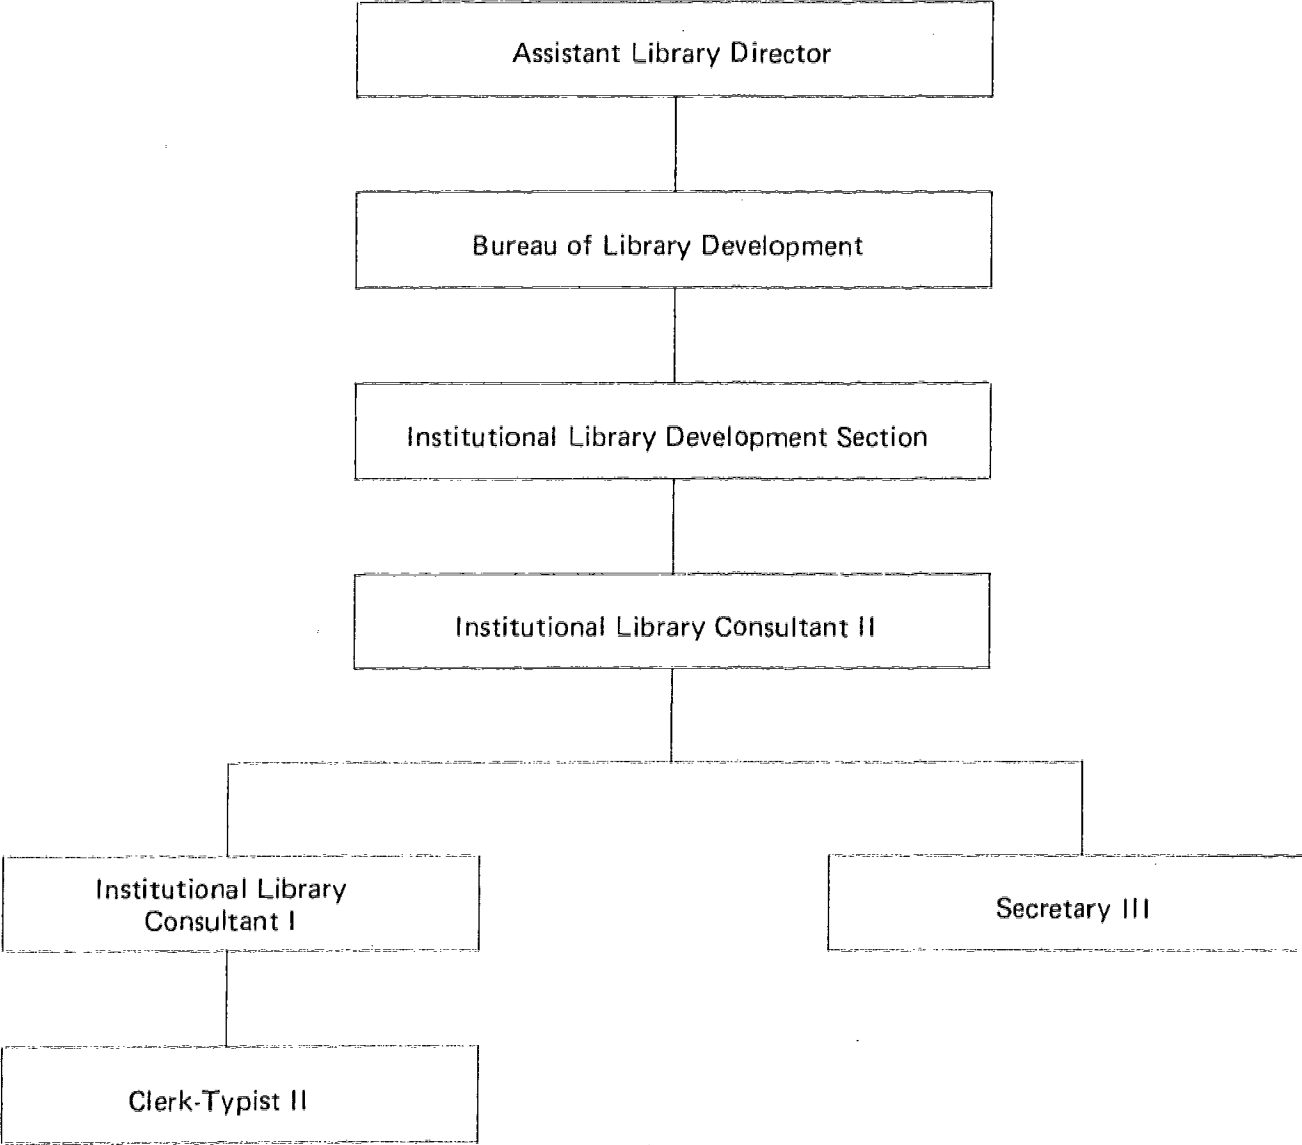 Assistant Library Director
Bureau of Library Development
Institutional Library Development Section
Institutional Library Consultant II
Institutional Library
Consultant I
Secretary III
Clerk-Typist II